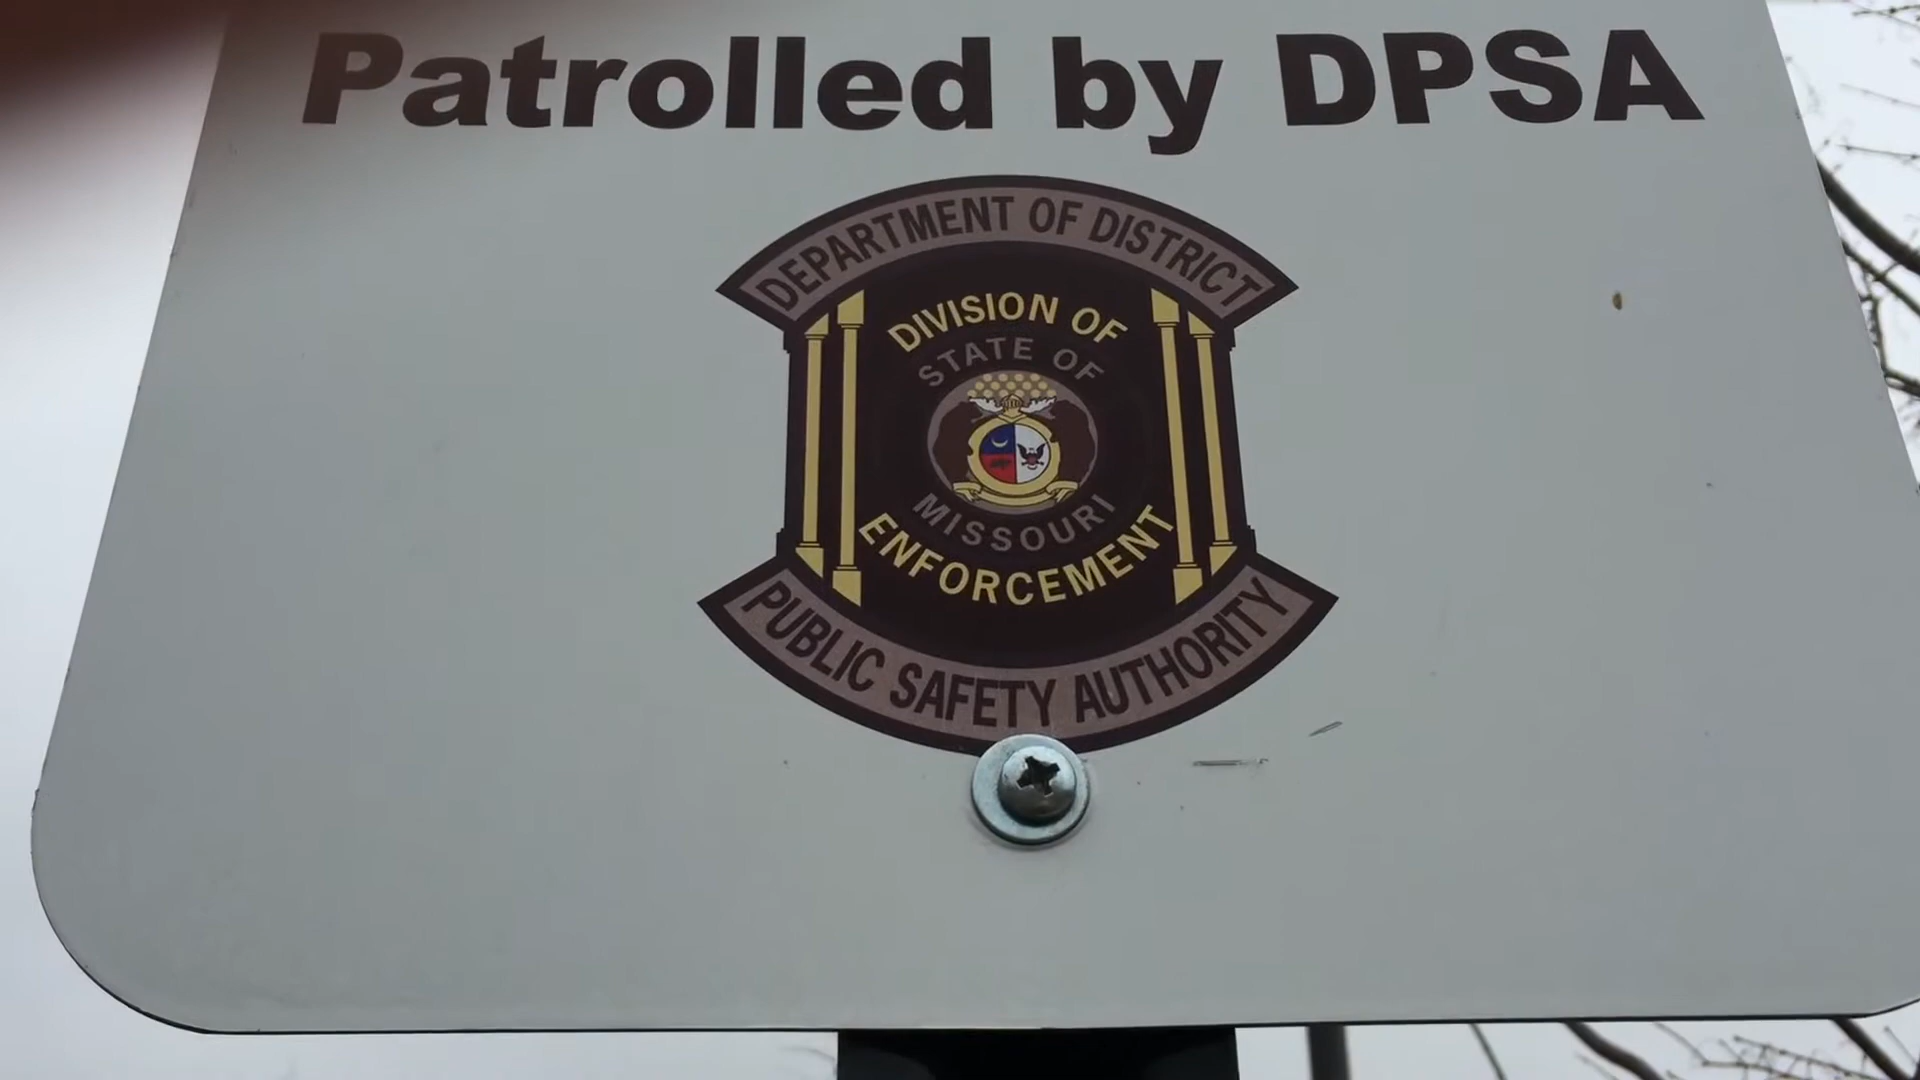 Patrolled by DPSA
DEPARTMENT OF DISTRICT
DIVISION OF
STATE OF
MISSOURI
ENFORCEMENT
PUBLIC SAFETY AUTHORITY